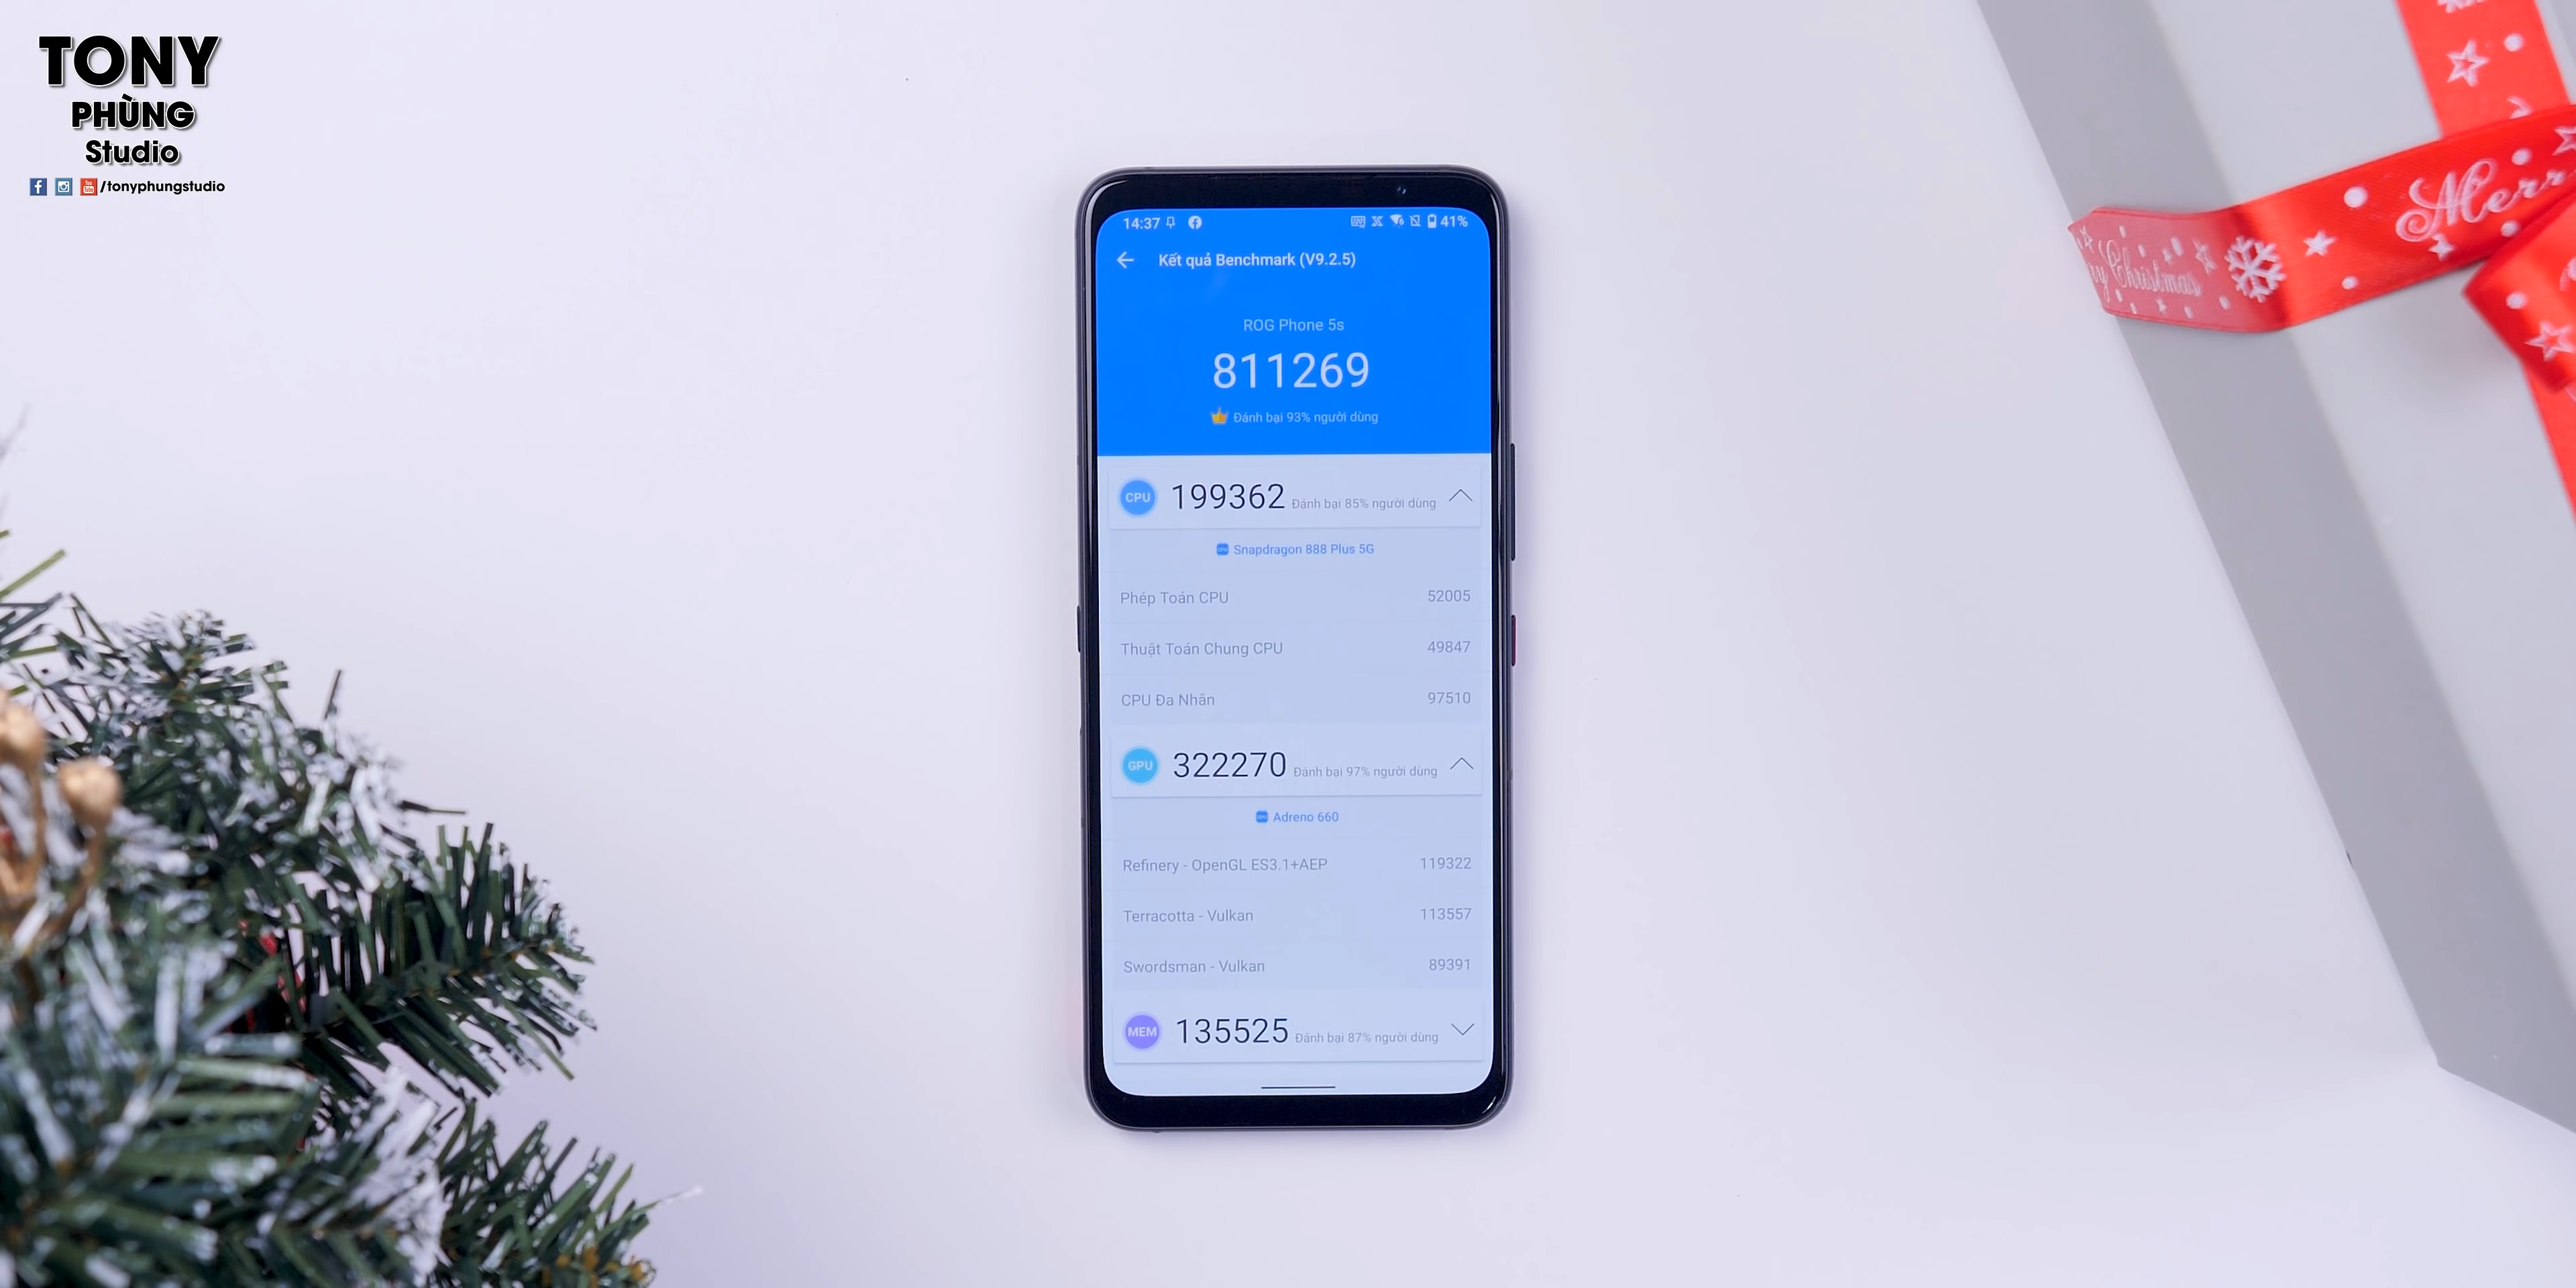 TONY
PHÙNG
Studio
/tonyphungstudio
14:37
41%
Kết quả Benchmark (V9.2.5)
ROG Phone 5s
811269
Đánh bại 93% người dùng
CPU 199362 Đánh bại 85% người dùng
Snapdragon 888 Plus 5G
Phép Toán CPU 52005
Thuật Toán Chung CPU 49847
CPU Đa Nhân 97510
GPU 322270 Đánh bại 97% người dùng
Adreno 660
Refinery - OpenGL ES3.1+AEP 119322
Terracotta - Vulkan 113557
Swordsman - Vulkan 89391
MEM 135525 Đánh bại 87% người dùng
Christmas